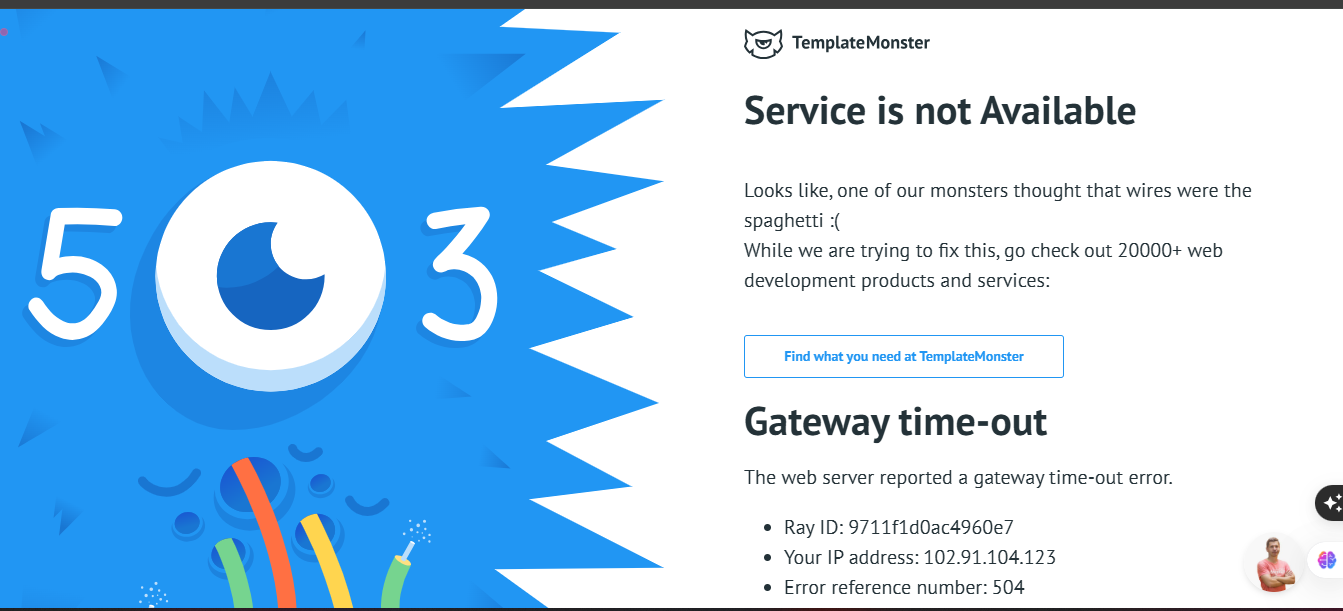 5 3
TemplateMonster
Service is not Available
Looks like, one of our monsters thought that wires were the
spaghetti :(
While we are trying to fix this, go check out 20000+ web
development products and services:
Find what you need at TemplateMonster
Gateway time-out
The web server reported a gateway time-out error.
• Ray ID: 9711f1d0ac4960e7
• Your IP address: 102.91.104.123
• Error reference number: 504